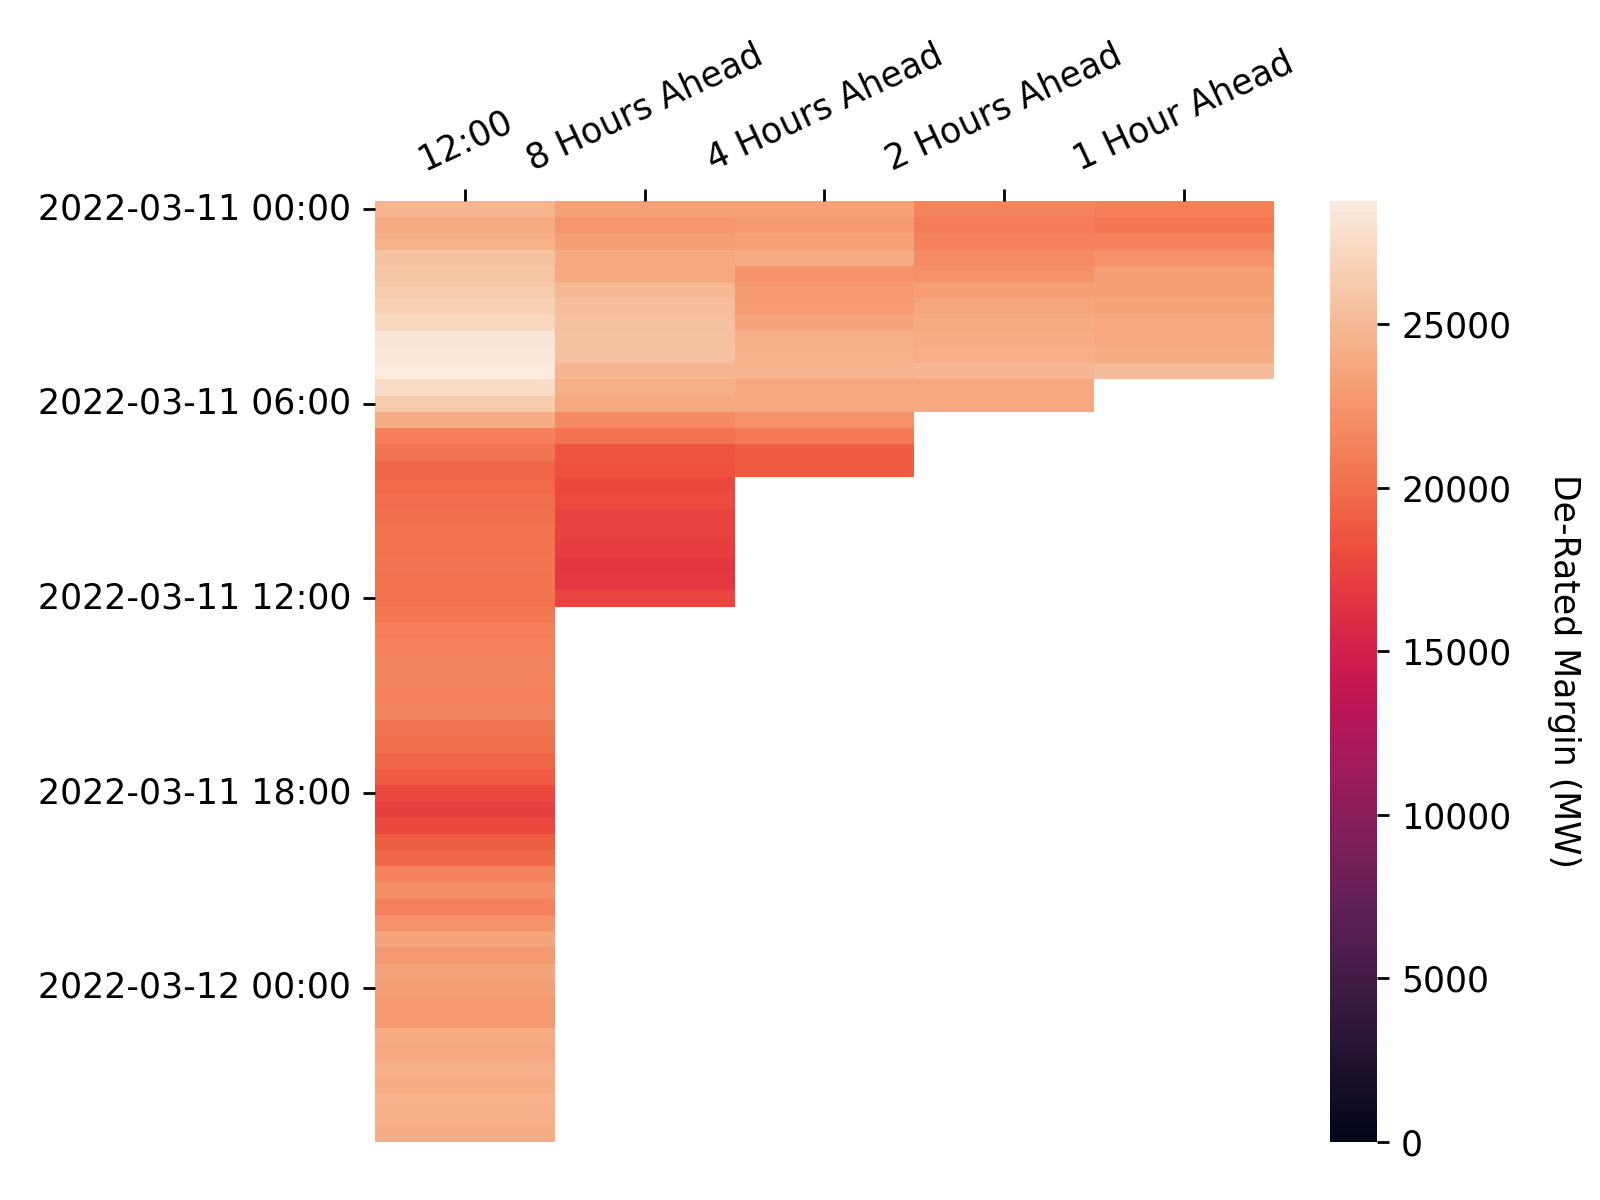 12:00
8 Hours Ahead
4 Hours Ahead
2 Hours Ahead
1 Hour Ahead
2022-03-11 00:00
2022-03-11 06:00
2022-03-11 12:00
2022-03-11 18:00
2022-03-12 00:00
25000
20000
15000
10000
5000
0
De-Rated Margin (MW)